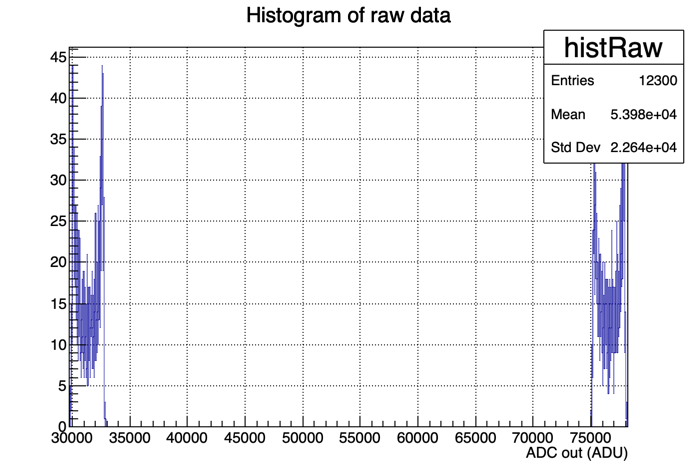 Histogram of raw data
histRaw
Entries 12300
Mean 5.398e+04
Std Dev 2.264e+04
45
40
35
30
25
20
15
10
5
0
30000 35000 40000 45000 50000 55000 60000 65000 70000 75000
ADC out (ADU)